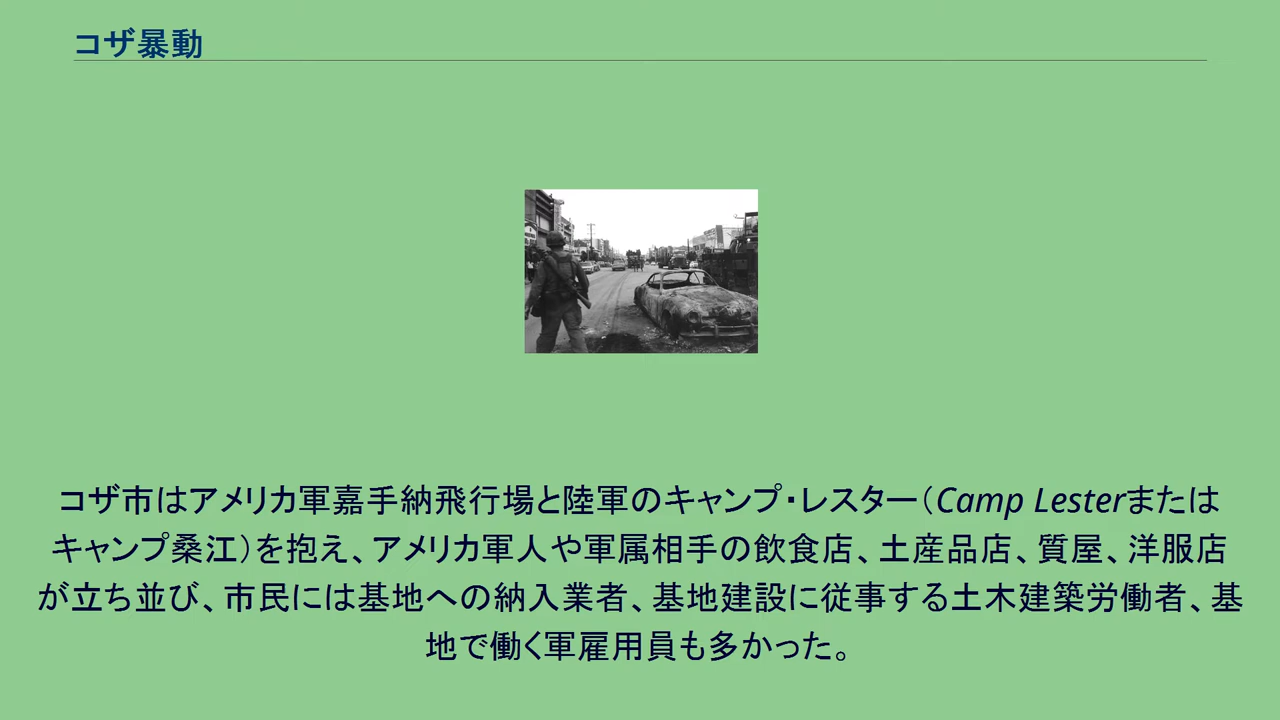 コザ暴動
コザ市はアメリカ軍嘉手納飛行場と陸軍のキャンプ・レスター（Camp Lesterまたは
キャンプ桑江）を抱え、アメリカ軍人や軍属相手の飲食店、土産品店、質屋、洋服店
が立ち並び、市民には基地への納入業者、基地建設に従事する土木建築労働者、基
地で働く軍雇用員も多かった。